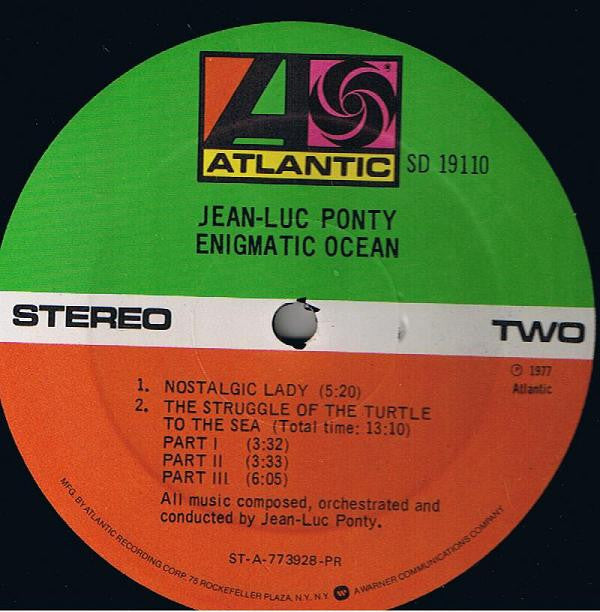 ATLANTIC
SD 19110
JEAN-LUC PONTY
ENIGMATIC OCEAN
STEREO
TWO
℗ 1977
Atlantic
1. NOSTALGIC LADY (5:20)
2. THE STRUGGLE OF THE TURTLE
TO THE SEA (Total time: 13:10)
PART I (3:32)
PART II (3:33)
PART III (6:05)
All music composed, orchestrated and
conducted by Jean-Luc Ponty.
ST-A-773928-PR
MFG. BY ATLANTIC RECORDING CORP. 75 ROCKEFELLER PLAZA, N.Y. N.Y. W A WARNER COMMUNICATIONS COMPANY